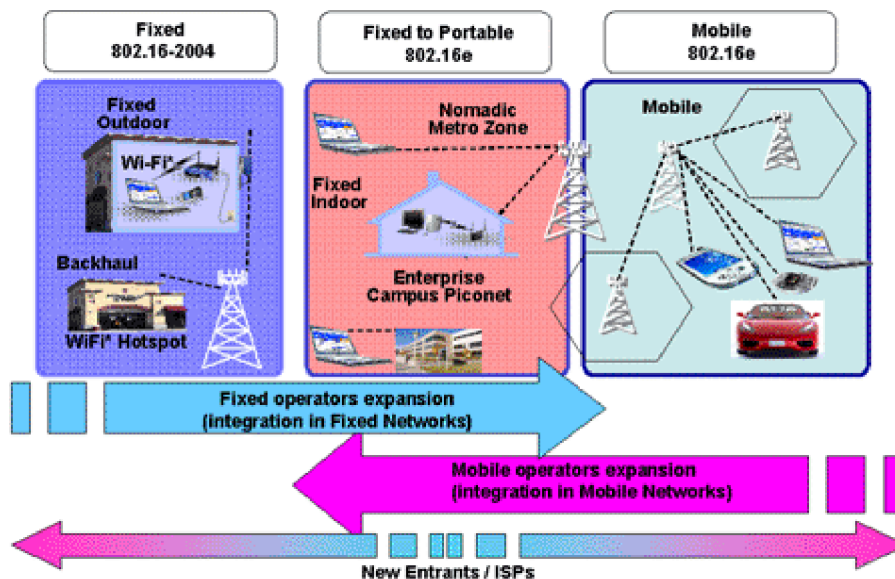 Fixed
802.16-2004
Fixed to Portable
802.16e
Mobile
802.16e
Fixed
Outdoor
Wi-Fi*
Backhaul
WiFi* Hotspot
Nomadic
Metro Zone
Fixed
Indoor
Enterprise
Campus Piconet
Mobile
Fixed operators expansion
(integration in Fixed Networks)
Mobile operators expansion
(integration in Mobile Networks)
New Entrants / ISPs